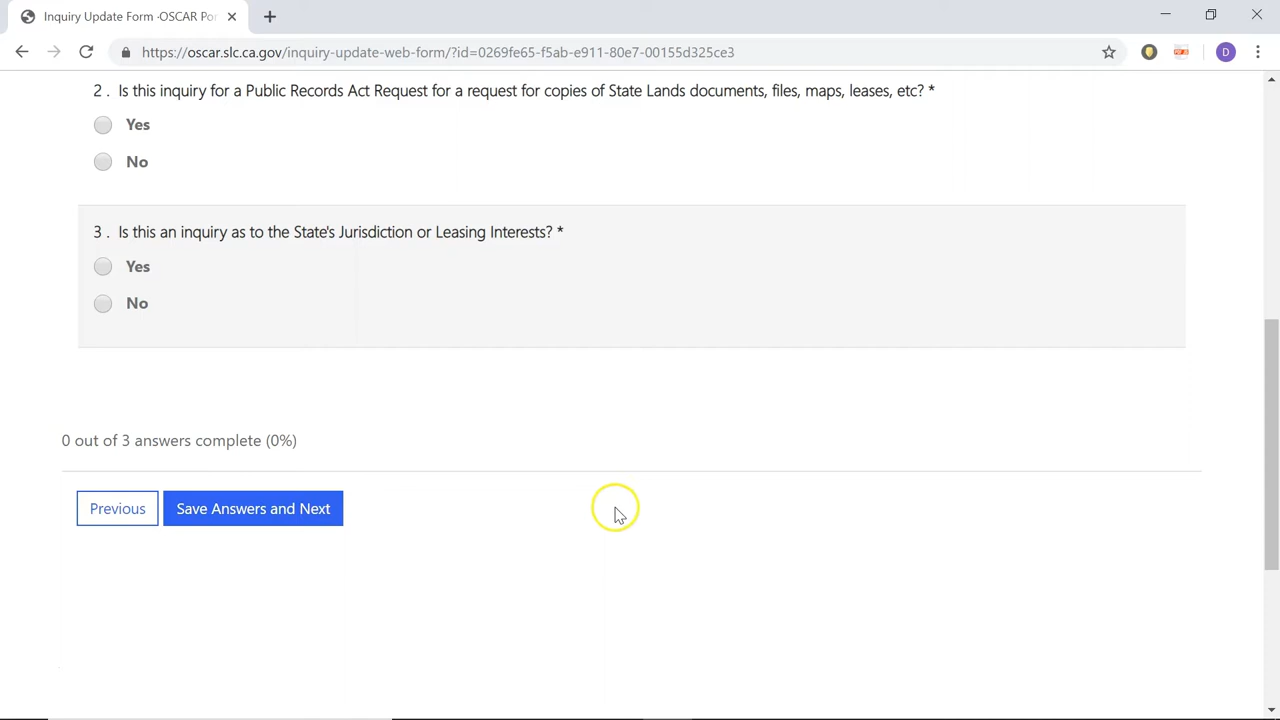 Inquiry Update Form ·OSCAR Por
https://oscar.slc.ca.gov/inquiry-update-web-form/?id=0269fe65-f5ab-e911-80e7-00155d325ce3
D
2 . Is this inquiry for a Public Records Act Request for a request for copies of State Lands documents, files, maps, leases, etc? *
Yes
No
3 . Is this an inquiry as to the State's Jurisdiction or Leasing Interests? *
Yes
No
0 out of 3 answers complete (0%)
Previous
Save Answers and Next